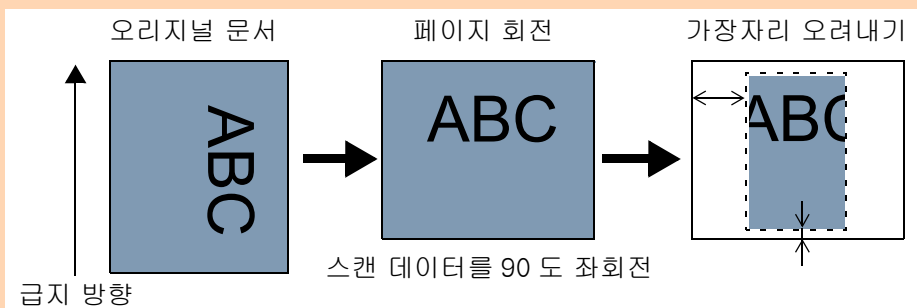 오리지널 문서
페이지 회전
가장자리 오려내기
ABC
ABC
ABC
스캔 데이터를 90 도 좌회전
급지 방향